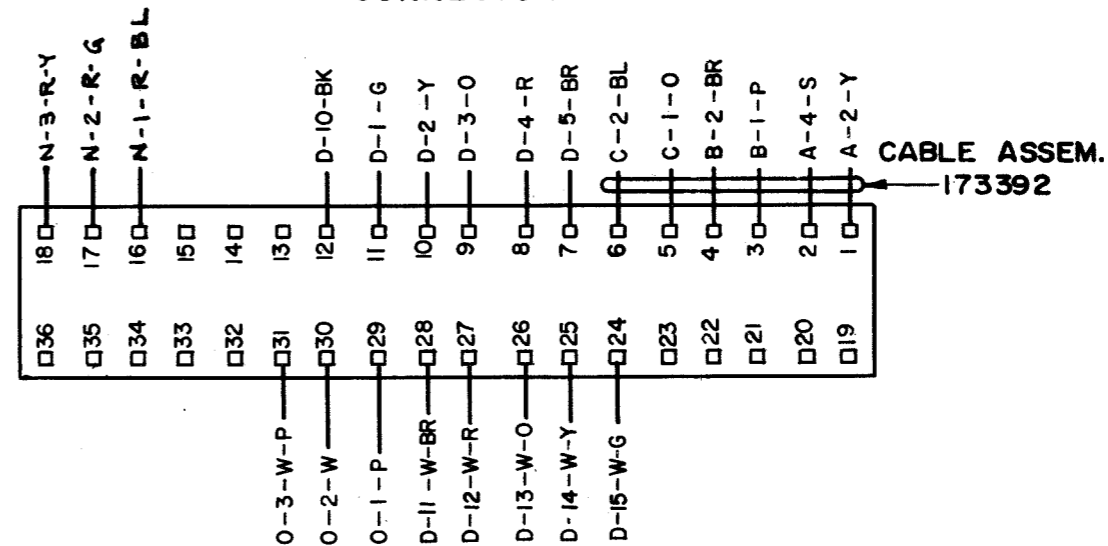 N-3-R-Y
N-2-R-G
N-1-R-BL
D-10-BK
D-1-G
D-2-Y
D-3-O
D-4-R
D-5-BR
C-2-BL
C-1-O
B-2-BR
B-1-P
A-4-S
A-2-Y
CABLE ASSEM.
173392
18
17
16
15
14
13
12
11
10
9
8
7
6
5
4
3
2
1
36
35
34
33
32
31
30
29
28
27
26
25
24
23
22
21
20
19
O-3-W-P
O-2-W
O-1-P
D-11-W-BR
D-12-W-R
D-13-W-O
D-14-W-Y
D-15-W-G